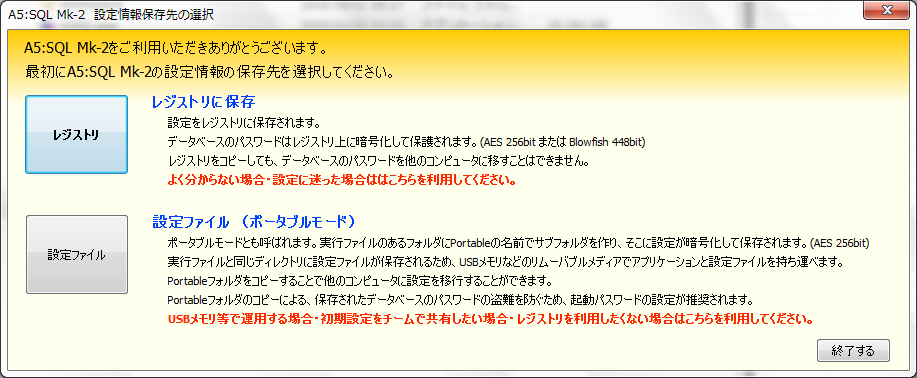 A5:SQL Mk-2 設定情報保存先の選択
A5:SQL Mk-2をご利用いただきありがとうございます。
最初にA5:SQL Mk-2の設定情報の保存先を選択してください。
レジストリ
レジストリに保存
設定をレジストリに保存されます。
データベースのパスワードはレジストリ上に暗号化して保護されます。(AES 256bit または Blowfish 448bit)
レジストリをコピーしても、データベースのパスワードを他のコンピュータに移すことはできません。
よく分からない場合・設定に迷った場合ははこちらを利用してください。
設定ファイル
設定ファイル （ポータブルモード）
ポータブルモードとも呼ばれます。実行ファイルのあるフォルダにPortableの名前でサブフォルダを作り、そこに設定が暗号化して保存されます。(AES 256bit)
実行ファイルと同じディレクトリに設定ファイルが保存されるため、USBメモリなどのリムーバブルメディアでアプリケーションと設定ファイルを持ち運べます。
Portableフォルダをコピーすることで他のコンピュータに設定を移行することができます。
Portableフォルダのコピーによる、保存されたデータベースのパスワードの盗難を防ぐため、起動パスワードの設定が推奨されます。
USBメモリ等で運用する場合・初期設定をチームで共有したい場合・レジストリを利用したくない場合はこちらを利用してください。
終了する